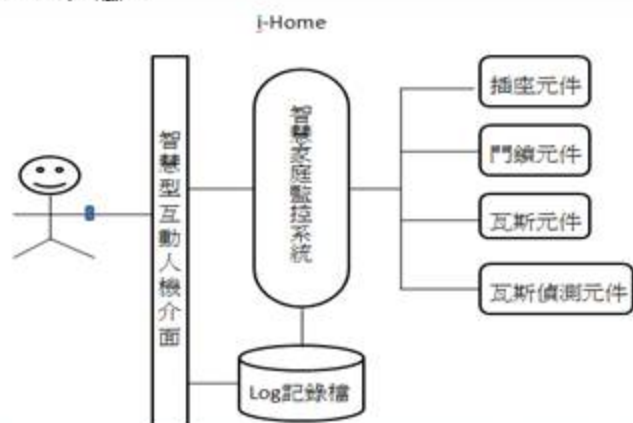 i-Home
智慧型互動人機介面
智慧家庭監控系統
插座元件
門鎖元件
瓦斯元件
瓦斯偵測元件
Log記錄檔